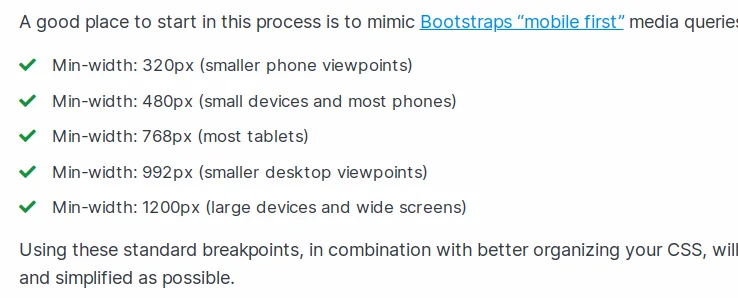 A good place to start in this process is to mimic Bootstraps “mobile first” media queries
Min-width: 320px (smaller phone viewpoints)
Min-width: 480px (small devices and most phones)
Min-width: 768px (most tablets)
Min-width: 992px (smaller desktop viewpoints)
Min-width: 1200px (large devices and wide screens)
Using these standard breakpoints, in combination with better organizing your CSS, will
and simplified as possible.